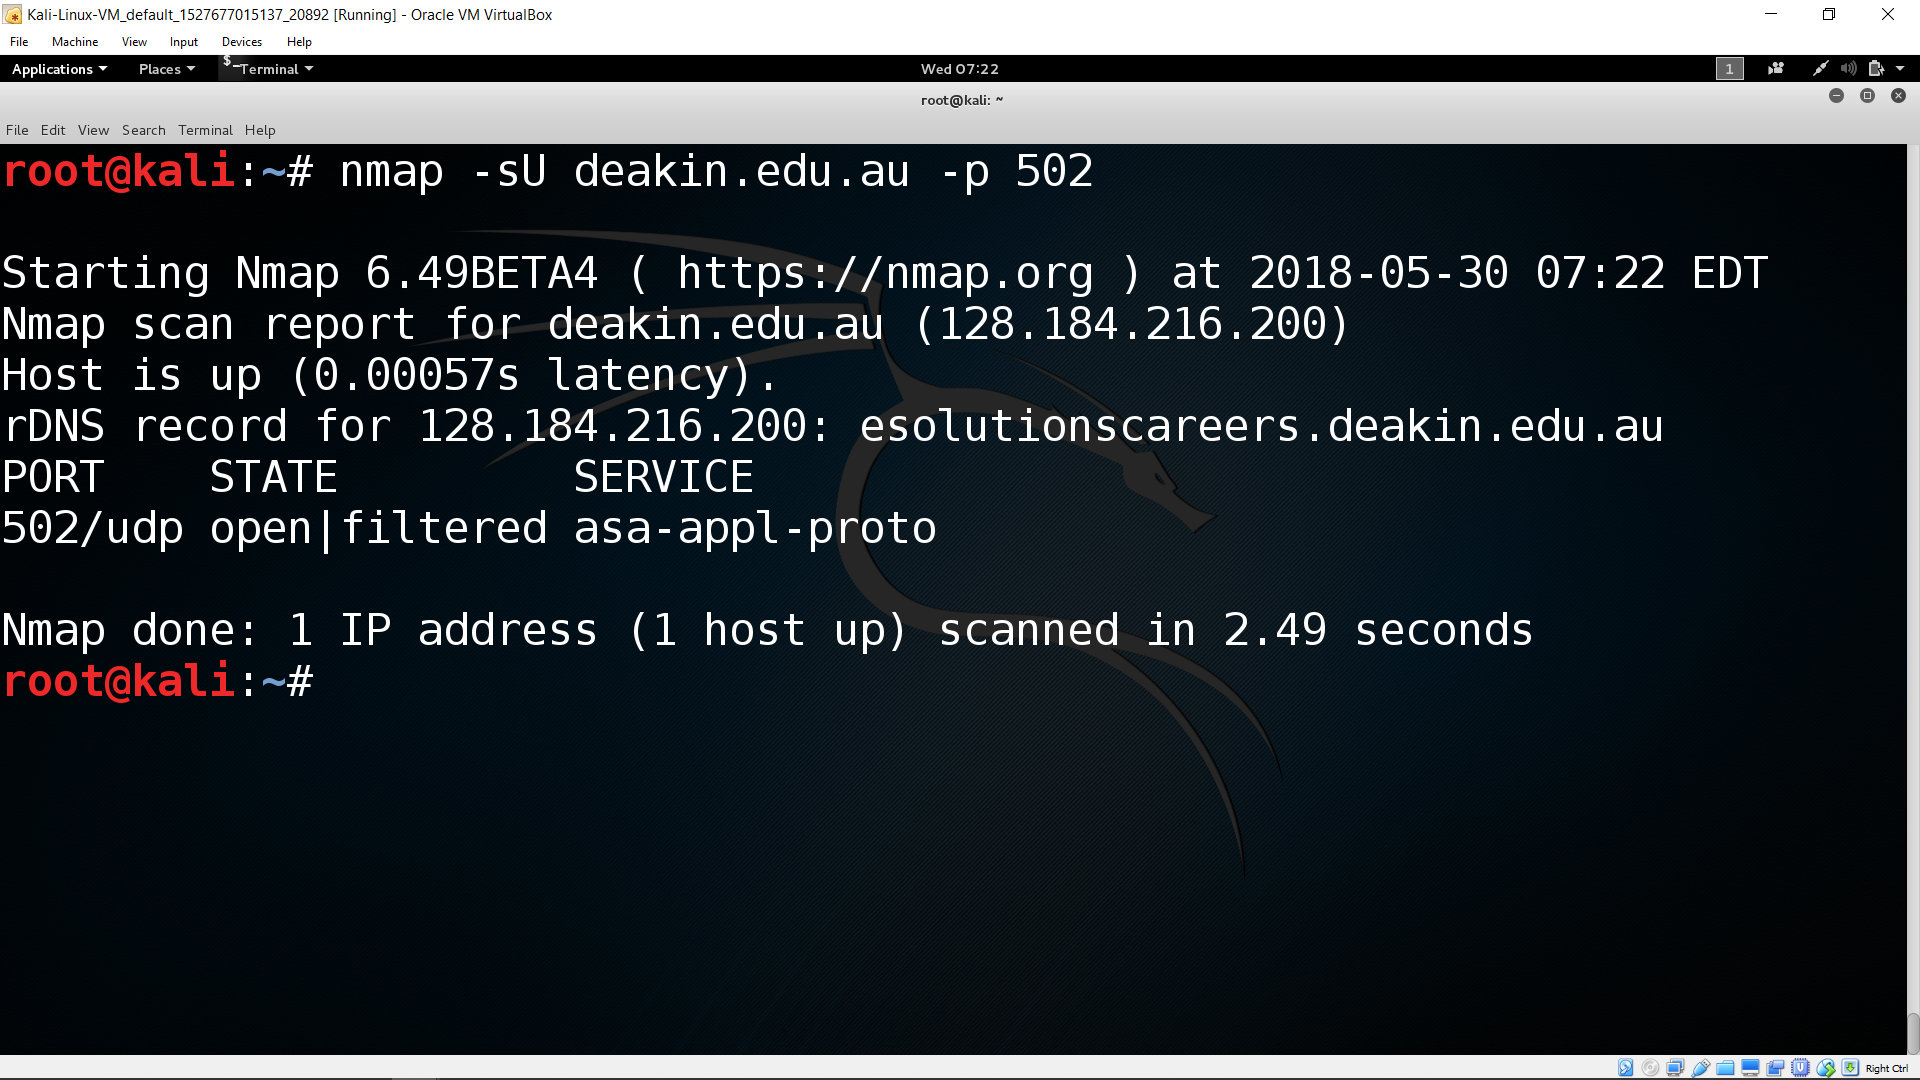 Kali-Linux-VM_default_1527677015137_20892 [Running] - Oracle VM VirtualBox
File Machine View Input Devices Help
Applications Places $_ Terminal Wed 07:22 1
root@kali: ~
File Edit View Search Terminal Help
root@kali:~# nmap -sU deakin.edu.au -p 502
Starting Nmap 6.49BETA4 ( https://nmap.org ) at 2018-05-30 07:22 EDT
Nmap scan report for deakin.edu.au (128.184.216.200)
Host is up (0.00057s latency).
rDNS record for 128.184.216.200: esolutionscareers.deakin.edu.au
PORT    STATE         SERVICE
502/udp open|filtered asa-appl-proto
Nmap done: 1 IP address (1 host up) scanned in 2.49 seconds
root@kali:~#
Right Ctrl